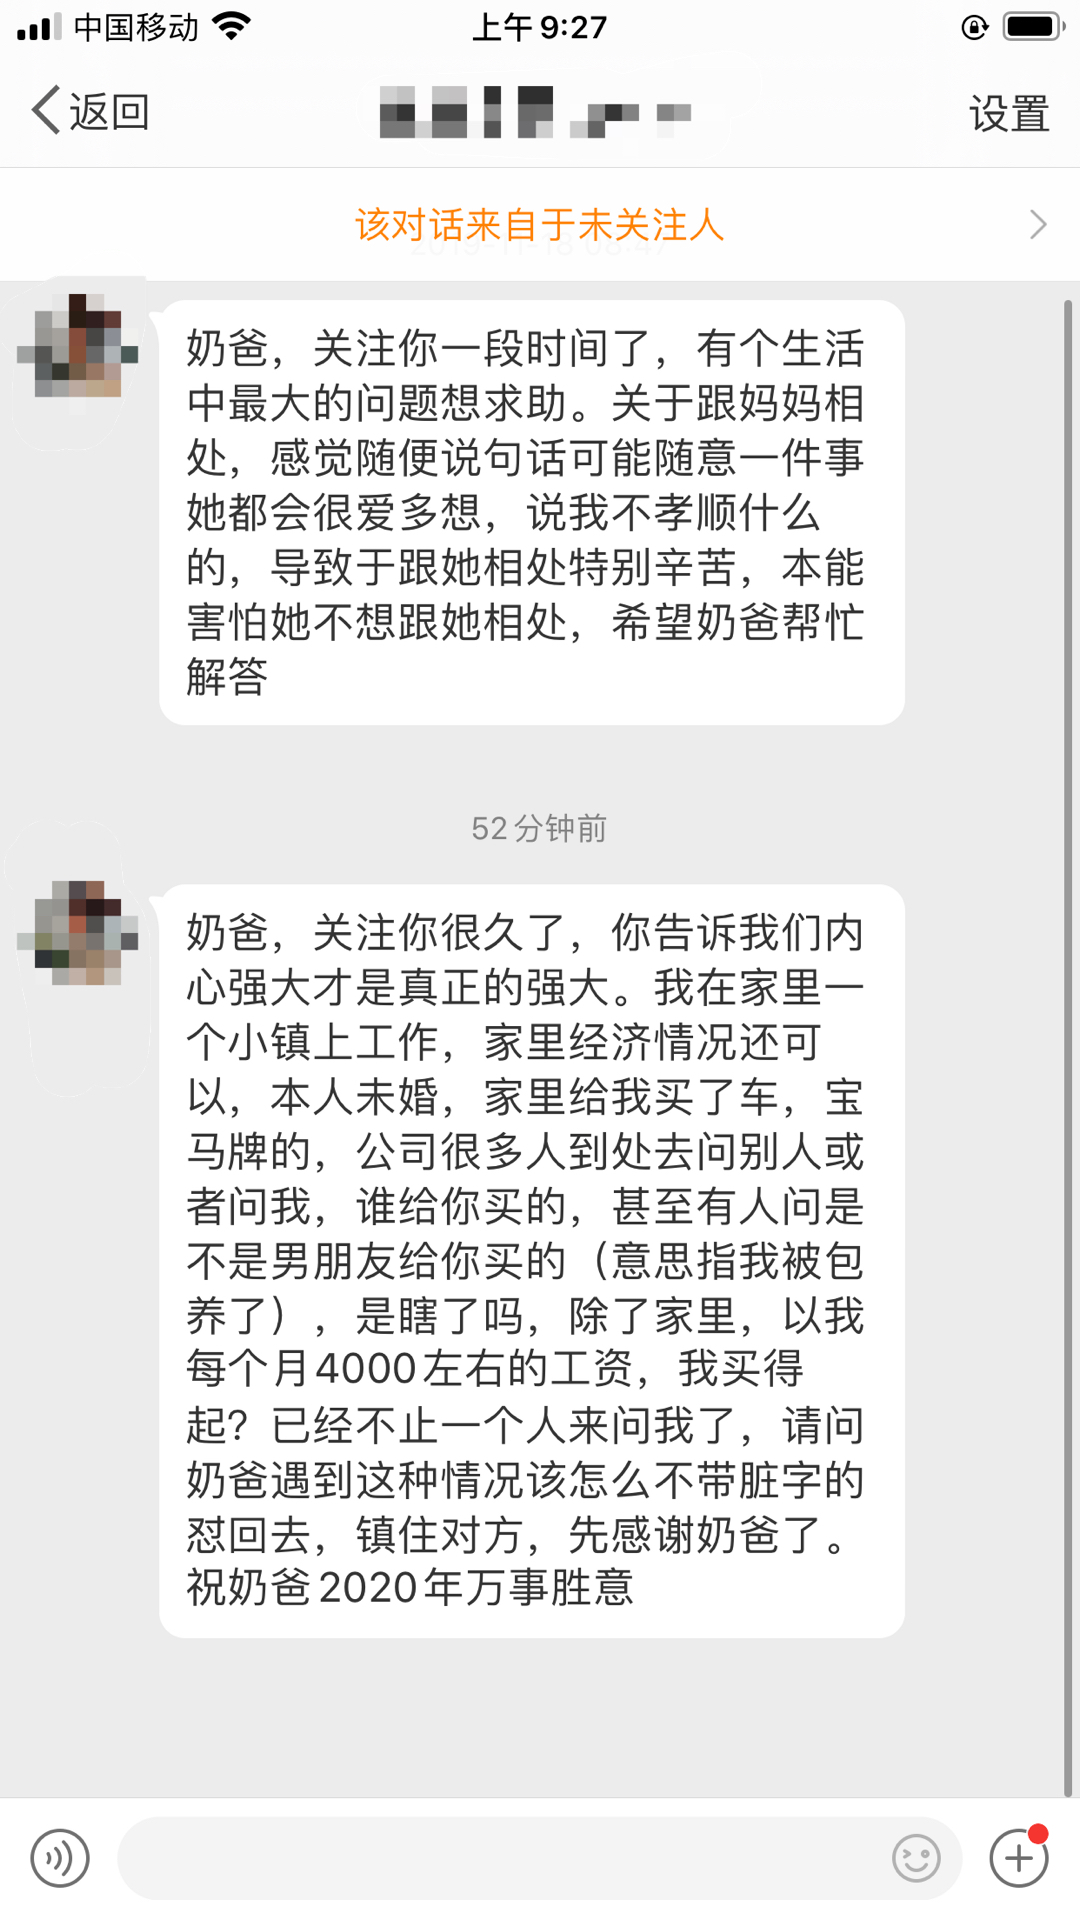 中国移动
上午 9:27
返回
设置
该对话来自于未关注人
奶爸，关注你一段时间了，有个生活
中最大的问题想求助。关于跟妈妈相
处，感觉随便说句话可能随意一件事
她都会很爱多想，说我不孝顺什么
的，导致于跟她相处特别辛苦，本能
害怕她不想跟她相处，希望奶爸帮忙
解答
52分钟前
奶爸，关注你很久了，你告诉我们内
心强大才是真正的强大。我在家里一
个小镇上工作，家里经济情况还可
以，本人未婚，家里给我买了车，宝
马牌的，公司很多人到处去问别人或
者问我，谁给你买的，甚至有人问是
不是男朋友给你买的（意思指我被包
养了），是瞎了吗，除了家里，以我
每个月4000左右的工资，我买得
起？已经不止一个人来问我了，请问
奶爸遇到这种情况该怎么不带脏字的
怼回去，镇住对方，先感谢奶爸了。
祝奶爸2020年万事胜意